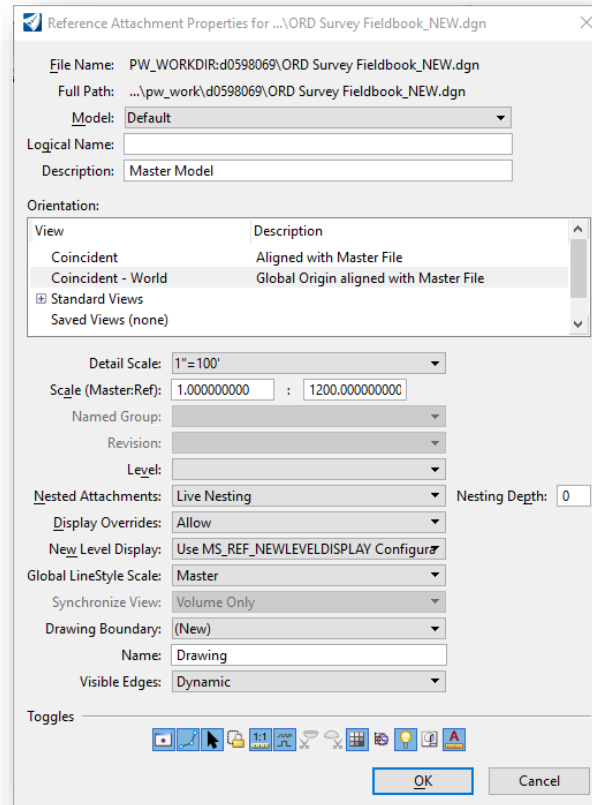 Reference Attachment Properties for ...\ORD Survey Fieldbook_NEW.dgn
File Name: PW_WORKDIR:d0598069\ORD Survey Fieldbook_NEW.dgn
Full Path: ...\pw_work\d0598069\ORD Survey Fieldbook_NEW.dgn
Model: Default
Logical Name:
Description: Master Model
Orientation:
View Description
Coincident Aligned with Master File
Coincident - World Global Origin aligned with Master File
Standard Views
Saved Views (none)
Detail Scale: 1"=100'
Scale (Master:Ref): 1.000000000 : 1200.000000000
Named Group:
Revision:
Level:
Nested Attachments: Live Nesting Nesting Depth: 0
Display Overrides: Allow
New Level Display: Use MS_REF_NEWLEVELDISPLAY Configura
Global LineStyle Scale: Master
Synchronize View: Volume Only
Drawing Boundary: (New)
Name: Drawing
Visible Edges: Dynamic
Toggles
1:1 A
OK Cancel